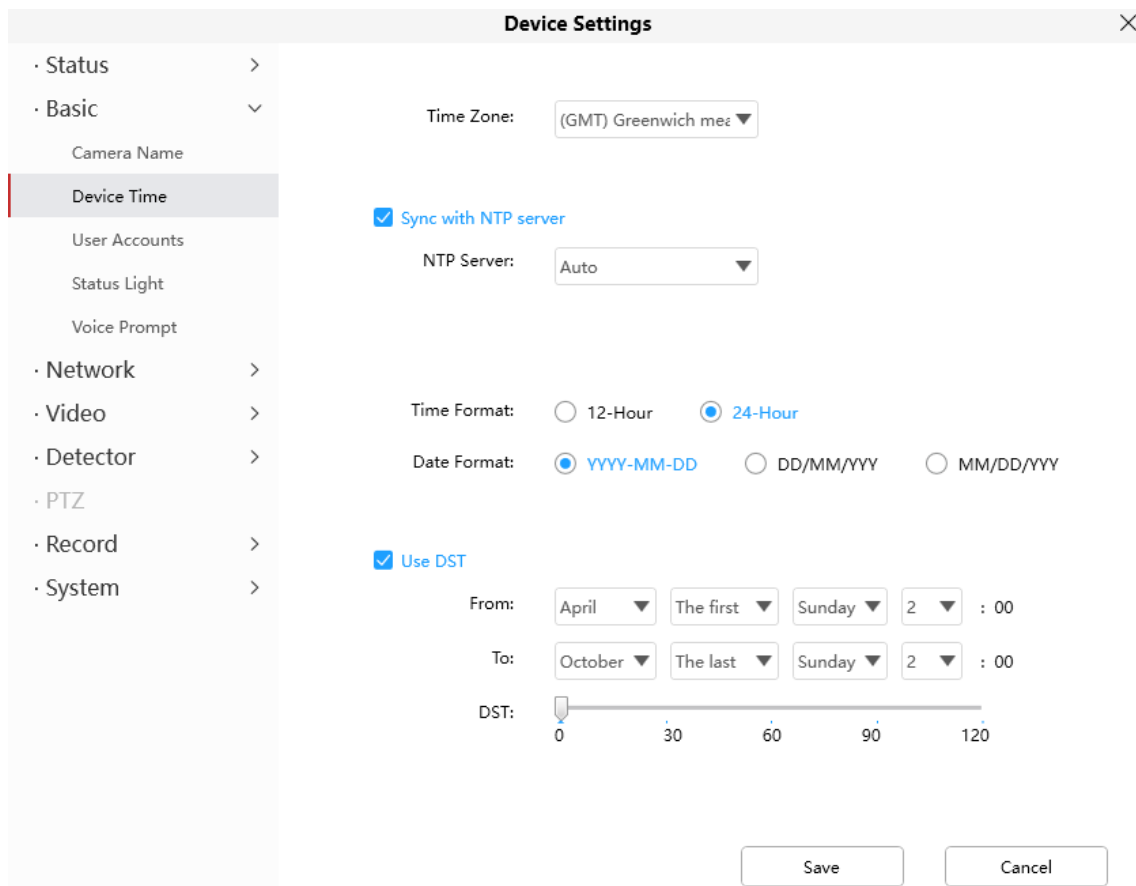 Device Settings
· Status
· Basic
Camera Name
Device Time
User Accounts
Status Light
Voice Prompt
· Network
· Video
· Detector
· PTZ
· Record
· System
Time Zone: (GMT) Greenwich mea
Sync with NTP server
NTP Server: Auto
Time Format: 12-Hour 24-Hour
Date Format: YYYY-MM-DD DD/MM/YYY MM/DD/YYY
Use DST
From: April The first Sunday 2 : 00
To: October The last Sunday 2 : 00
DST:
0 30 60 90 120
Save Cancel